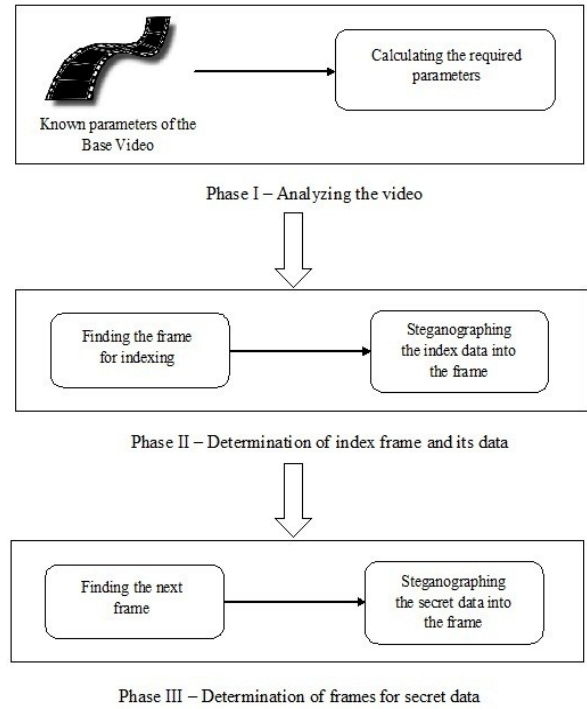 Calculating the required
parameters
Known parameters of the
Base Video
Phase I – Analyzing the video
Finding the frame
for indexing
Steganographing
the index data into
the frame
Phase II – Determination of index frame and its data
Finding the next
frame
Steganographing
the secret data into
the frame
Phase III – Determination of frames for secret data